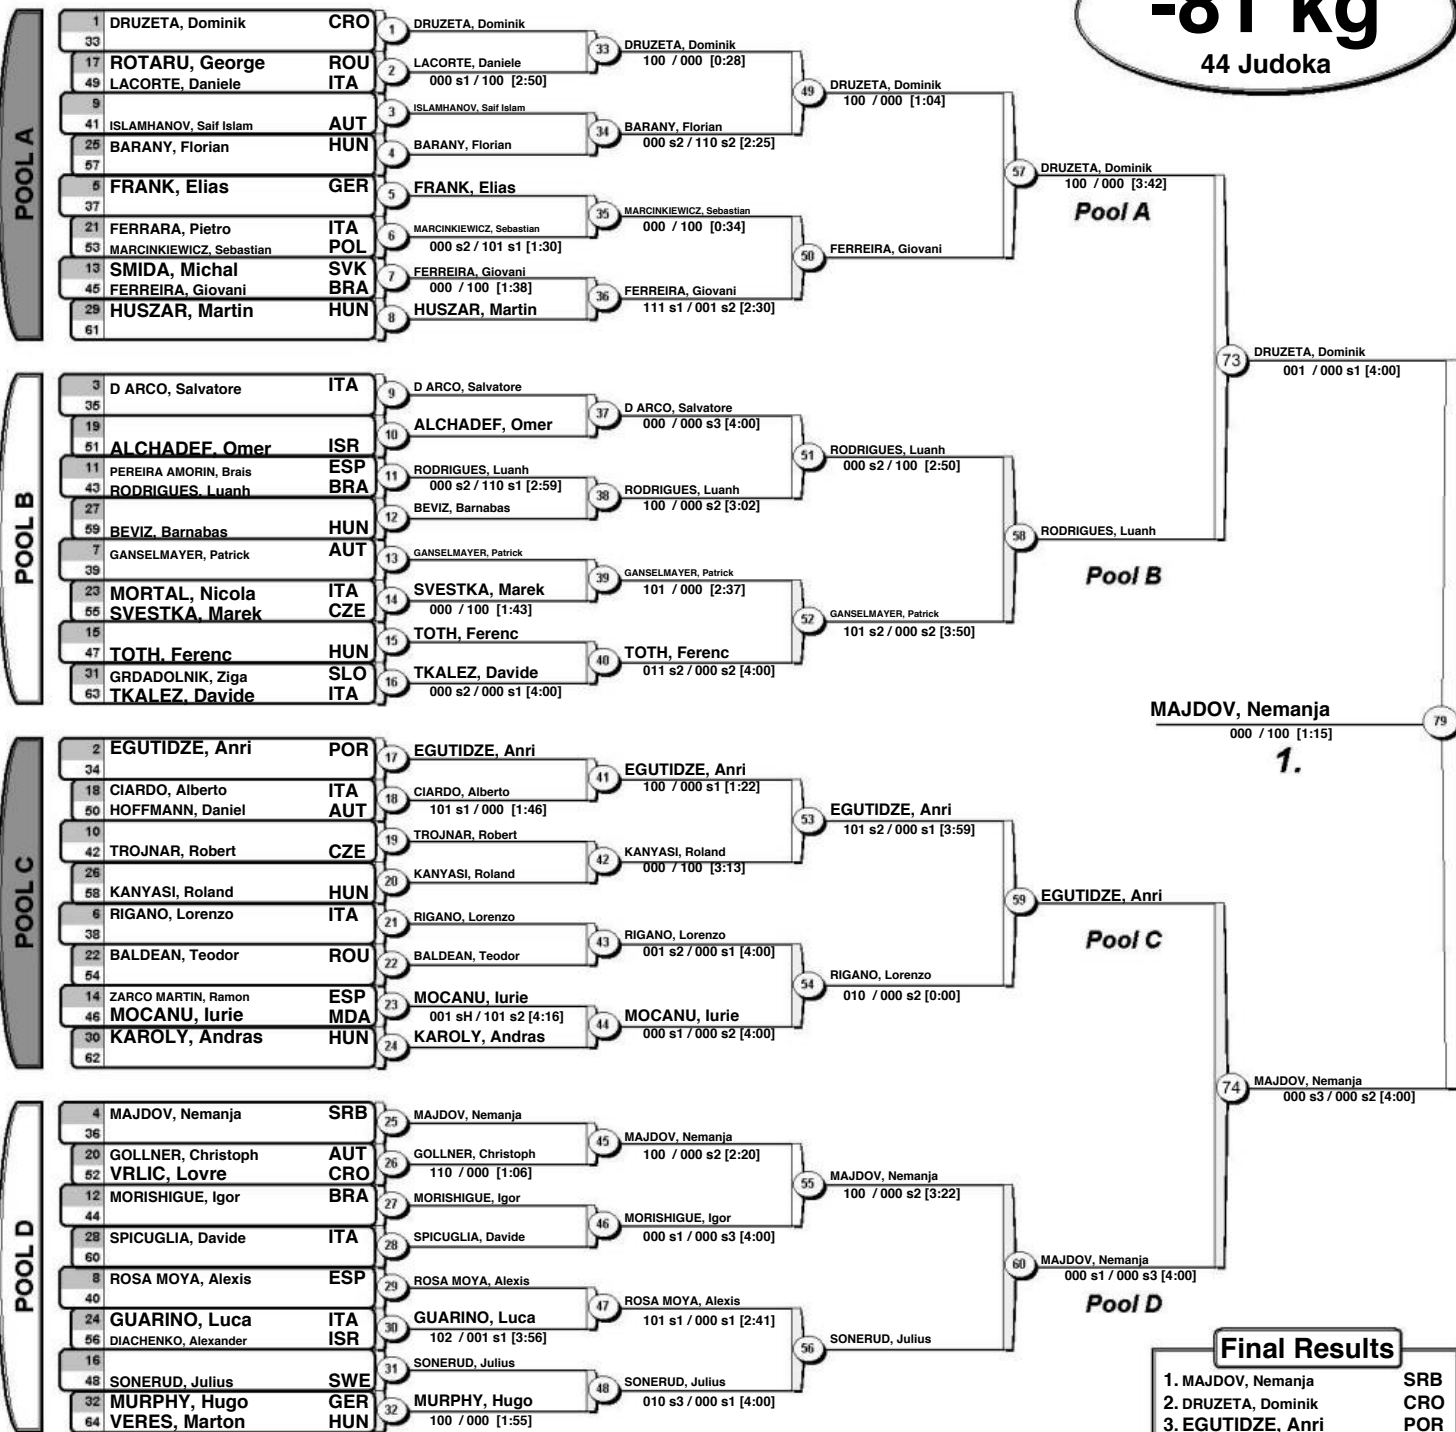 -81 kg
44 Judoka
POOL A
1 DRUZETA, Dominik CRO
33
17 ROTARU, George ROU
49 LACORTE, Daniele ITA
9
41 ISLAMHANOV, Saif Islam AUT
25 BARANY, Florian HUN
57
5 FRANK, Elias GER
37
21 FERRARA, Pietro ITA
53 MARCINKIEWICZ, Sebastian POL
13 SMIDA, Michal SVK
45 FERREIRA, Giovani BRA
29 HUSZAR, Martin HUN
61
1 DRUZETA, Dominik
2 LACORTE, Daniele
000 s1 / 100 [2:50]
3 ISLAMHANOV, Saif Islam
4 BARANY, Florian
5 FRANK, Elias
6 MARCINKIEWICZ, Sebastian
000 s2 / 101 s1 [1:30]
7 FERREIRA, Giovani
000 / 100 [1:38]
8 HUSZAR, Martin
33 DRUZETA, Dominik
100 / 000 [0:28]
34 BARANY, Florian
000 s2 / 110 s2 [2:25]
35 MARCINKIEWICZ, Sebastian
000 / 100 [0:34]
36 FERREIRA, Giovani
111 s1 / 001 s2 [2:30]
49 DRUZETA, Dominik
100 / 000 [1:04]
50 FERREIRA, Giovani
57 DRUZETA, Dominik
100 / 000 [3:42]
Pool A
POOL B
3 D ARCO, Salvatore ITA
35
19
51 ALCHADEF, Omer ISR
11 PEREIRA AMORIN, Brais ESP
43 RODRIGUES, Luanh BRA
27
59 BEVIZ, Barnabas HUN
7 GANSELMAYER, Patrick AUT
39
23 MORTAL, Nicola ITA
55 SVESTKA, Marek CZE
15
47 TOTH, Ferenc HUN
31 GRDADOLNIK, Ziga SLO
63 TKALEZ, Davide ITA
9 D ARCO, Salvatore
10 ALCHADEF, Omer
11 RODRIGUES, Luanh
000 s2 / 110 s1 [2:59]
12 BEVIZ, Barnabas
13 GANSELMAYER, Patrick
14 SVESTKA, Marek
000 / 100 [1:43]
15 TOTH, Ferenc
16 TKALEZ, Davide
000 s2 / 000 s1 [4:00]
37 D ARCO, Salvatore
000 / 000 s3 [4:00]
38 RODRIGUES, Luanh
100 / 000 s2 [3:02]
39 GANSELMAYER, Patrick
101 / 000 [2:37]
40 TOTH, Ferenc
011 s2 / 000 s2 [4:00]
51 RODRIGUES, Luanh
000 s2 / 100 [2:50]
52 GANSELMAYER, Patrick
101 s2 / 000 s2 [3:50]
58 RODRIGUES, Luanh
Pool B
73 DRUZETA, Dominik
001 / 000 s1 [4:00]
MAJDOV, Nemanja 79
000 / 100 [1:15]
1.
POOL C
2 EGUTIDZE, Anri POR
34
18 CIARDO, Alberto ITA
50 HOFFMANN, Daniel AUT
10
42 TROJNAR, Robert CZE
26
58 KANYASI, Roland HUN
6 RIGANO, Lorenzo ITA
38
22 BALDEAN, Teodor ROU
54
14 ZARCO MARTIN, Ramon ESP
46 MOCANU, Iurie MDA
30 KAROLY, Andras HUN
62
17 EGUTIDZE, Anri
18 CIARDO, Alberto
101 s1 / 000 [1:46]
19 TROJNAR, Robert
20 KANYASI, Roland
21 RIGANO, Lorenzo
22 BALDEAN, Teodor
23 MOCANU, Iurie
001 sH / 101 s2 [4:16]
24 KAROLY, Andras
41 EGUTIDZE, Anri
100 / 000 s1 [1:22]
42 KANYASI, Roland
000 / 100 [3:13]
43 RIGANO, Lorenzo
001 s2 / 000 s1 [4:00]
44 MOCANU, Iurie
000 s1 / 000 s2 [4:00]
53 EGUTIDZE, Anri
101 s2 / 000 s1 [3:59]
54 RIGANO, Lorenzo
010 / 000 s2 [0:00]
59 EGUTIDZE, Anri
Pool C
74 MAJDOV, Nemanja
000 s3 / 000 s2 [4:00]
POOL D
4 MAJDOV, Nemanja SRB
36
20 GOLLNER, Christoph AUT
52 VRLIC, Lovre CRO
12 MORISHIGUE, Igor BRA
44
28 SPICUGLIA, Davide ITA
60
8 ROSA MOYA, Alexis ESP
40
24 GUARINO, Luca ITA
56 DIACHENKO, Alexander ISR
16
48 SONERUD, Julius SWE
32 MURPHY, Hugo GER
64 VERES, Marton HUN
25 MAJDOV, Nemanja
26 GOLLNER, Christoph
110 / 000 [1:06]
27 MORISHIGUE, Igor
28 SPICUGLIA, Davide
29 ROSA MOYA, Alexis
30 GUARINO, Luca
102 / 001 s1 [3:56]
31 SONERUD, Julius
32 MURPHY, Hugo
100 / 000 [1:55]
45 MAJDOV, Nemanja
100 / 000 s2 [2:20]
46 MORISHIGUE, Igor
000 s1 / 000 s3 [4:00]
47 ROSA MOYA, Alexis
101 s1 / 000 s1 [2:41]
48 SONERUD, Julius
010 s3 / 000 s1 [4:00]
55 MAJDOV, Nemanja
100 / 000 s2 [3:22]
56 SONERUD, Julius
60 MAJDOV, Nemanja
000 s1 / 000 s3 [4:00]
Pool D
Final Results
1. MAJDOV, Nemanja SRB
2. DRUZETA, Dominik CRO
3. EGUTIDZE, Anri POR